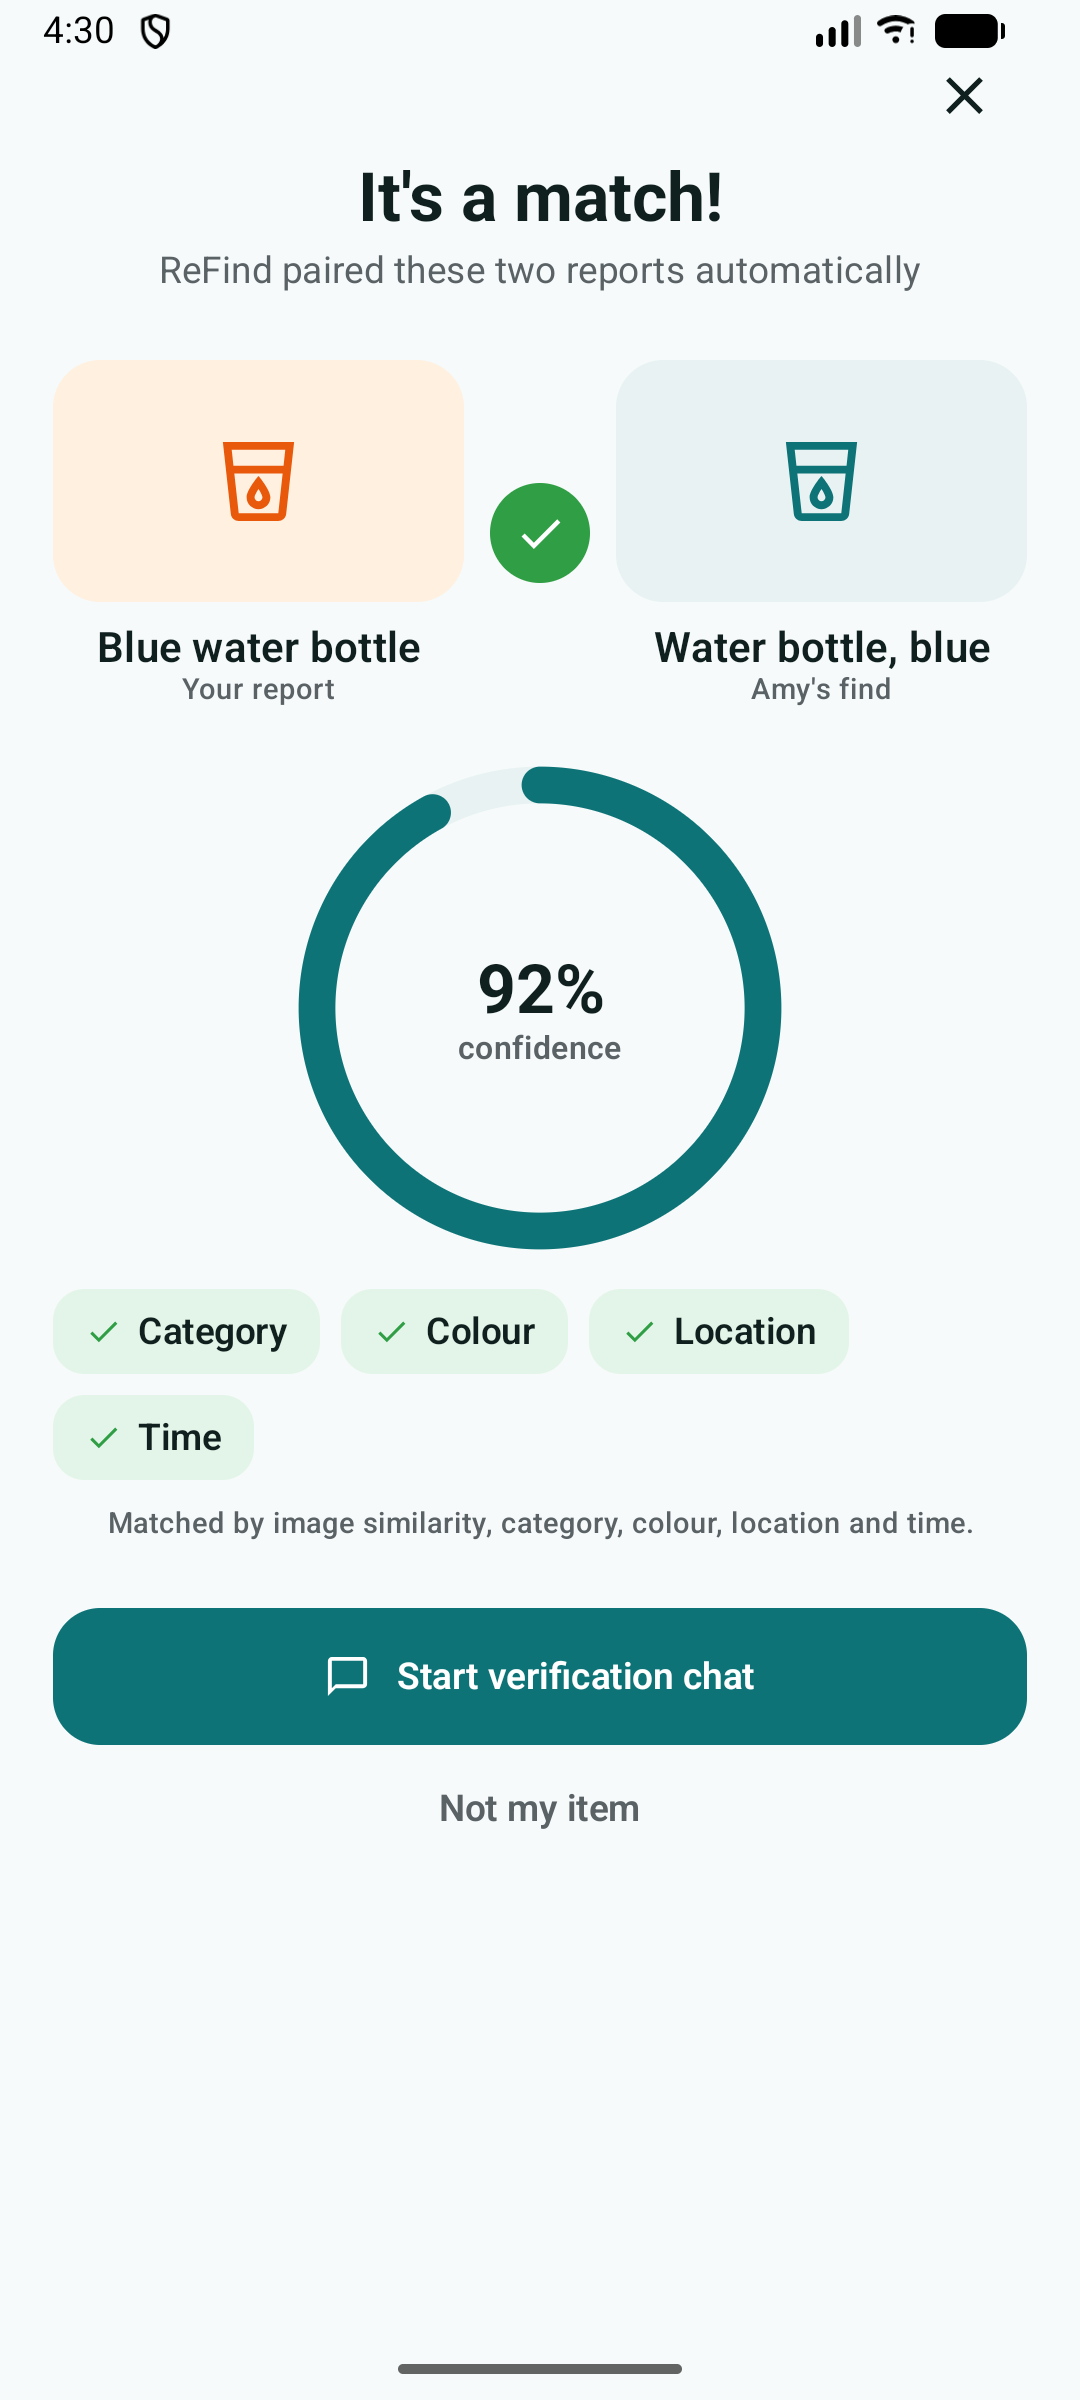 4:30
It's a match!
ReFind paired these two reports automatically
Blue water bottle
Your report
Water bottle, blue
Amy's find
92%
confidence
Category
Colour
Location
Time
Matched by image similarity, category, colour, location and time.
Start verification chat
Not my item